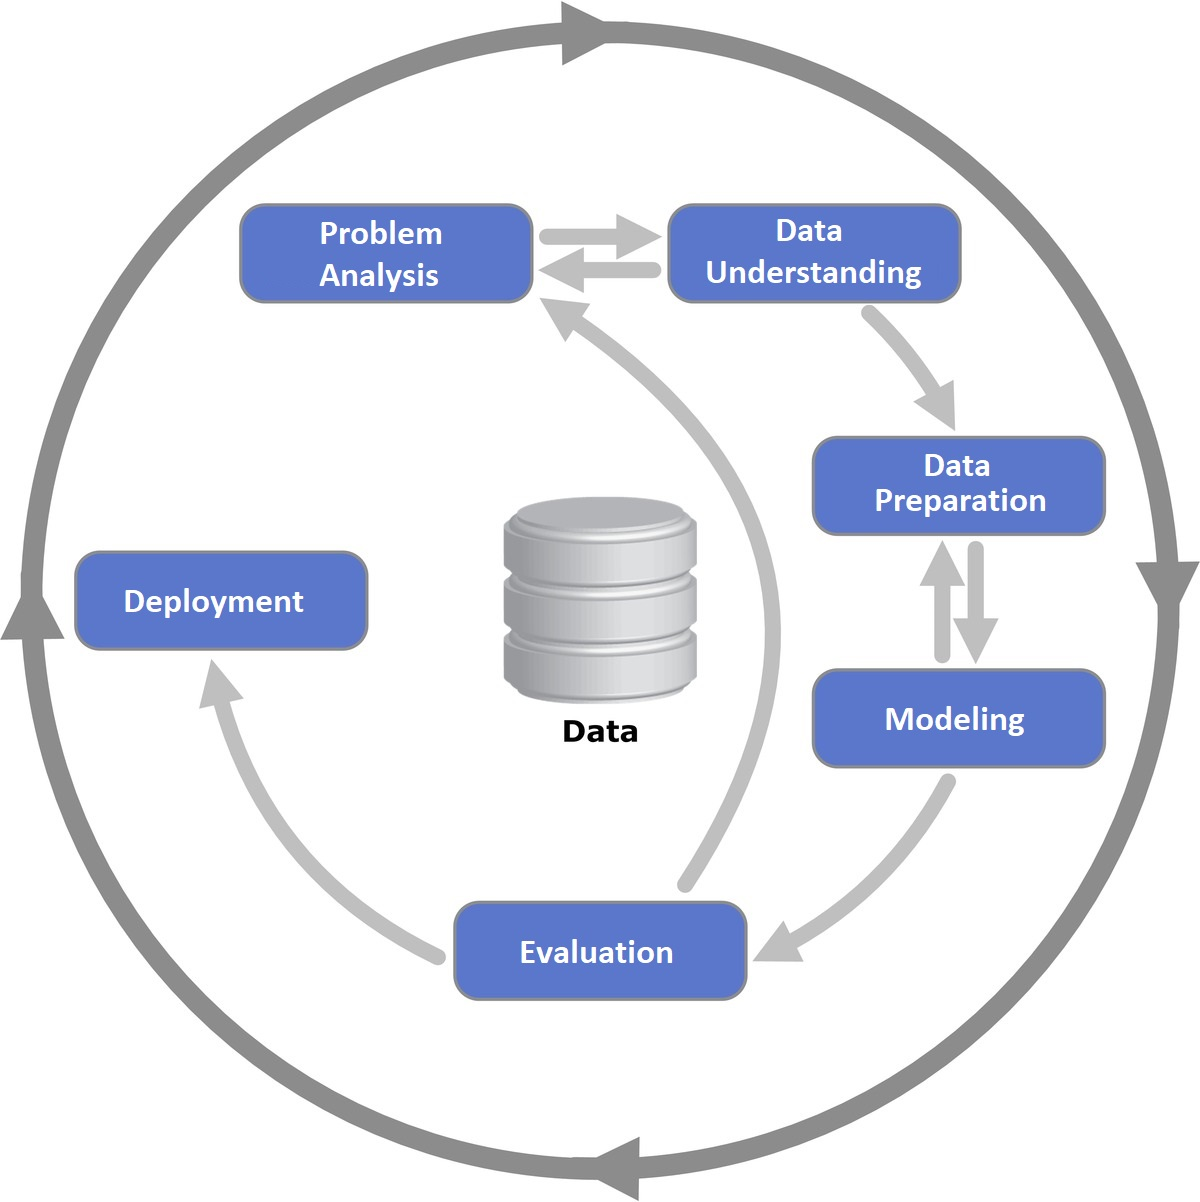 Problem
Analysis
Data
Understanding
Data
Preparation
Deployment
Modeling
Data
Evaluation